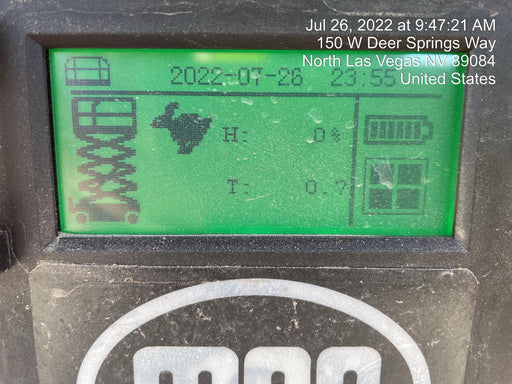 Jul 26, 2022 at 9:47:21 AM
150 W Deer Springs Way
North Las Vegas NV 89084
United States
2022-07-26 23:55
H: 0%
T: 0.7